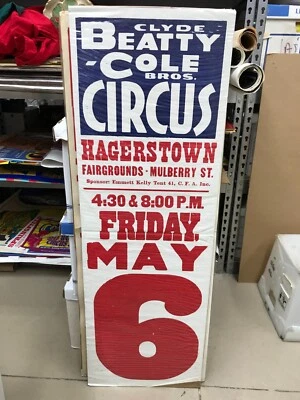 CLYDE
BEATTY
-COLE
BROS.
CIRCUS
HAGERSTOWN
FAIRGROUNDS - MULBERRY ST.
Sponsor: Emmett Kelly Tent 41, C. F. A. Inc.
4:30 & 8:00 P.M.
FRIDAY,
MAY
6